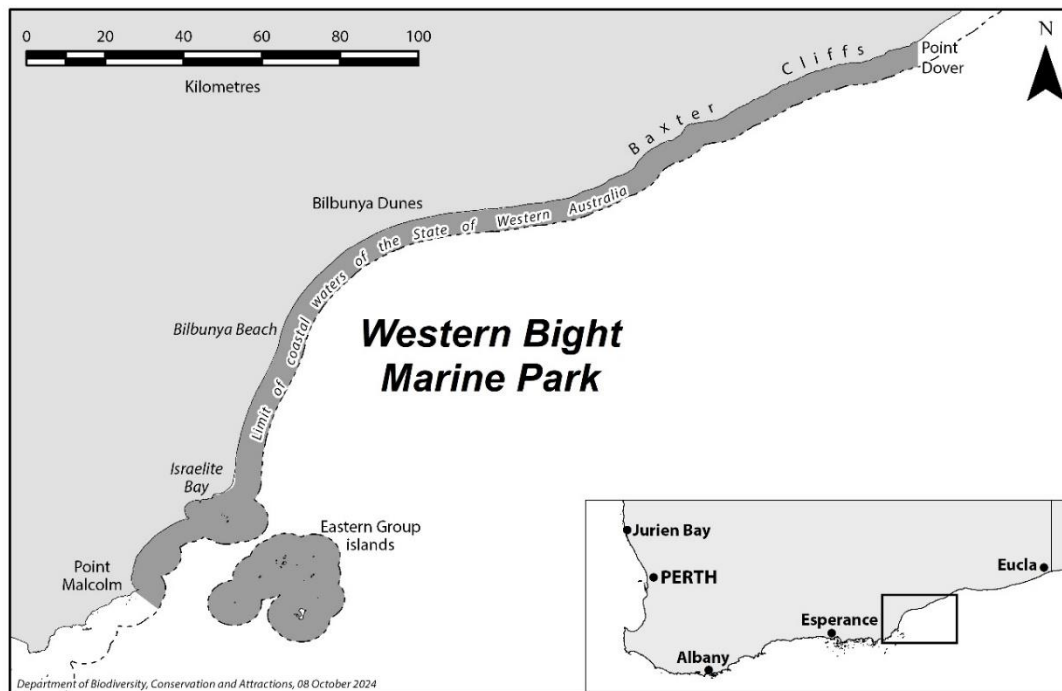 0 20 40 60 80 100
Kilometres
N
Point
Dover
Baxter Cliffs
Bilbunya Dunes
Limit of coastal waters of the State of Western Australia
Bilbunya Beach
Western Bight
Marine Park
Israelite
Bay
Eastern Group
islands
Point
Malcolm
Jurien Bay
PERTH
Eucla
Esperance
Albany
Department of Biodiversity, Conservation and Attractions, 08 October 2024